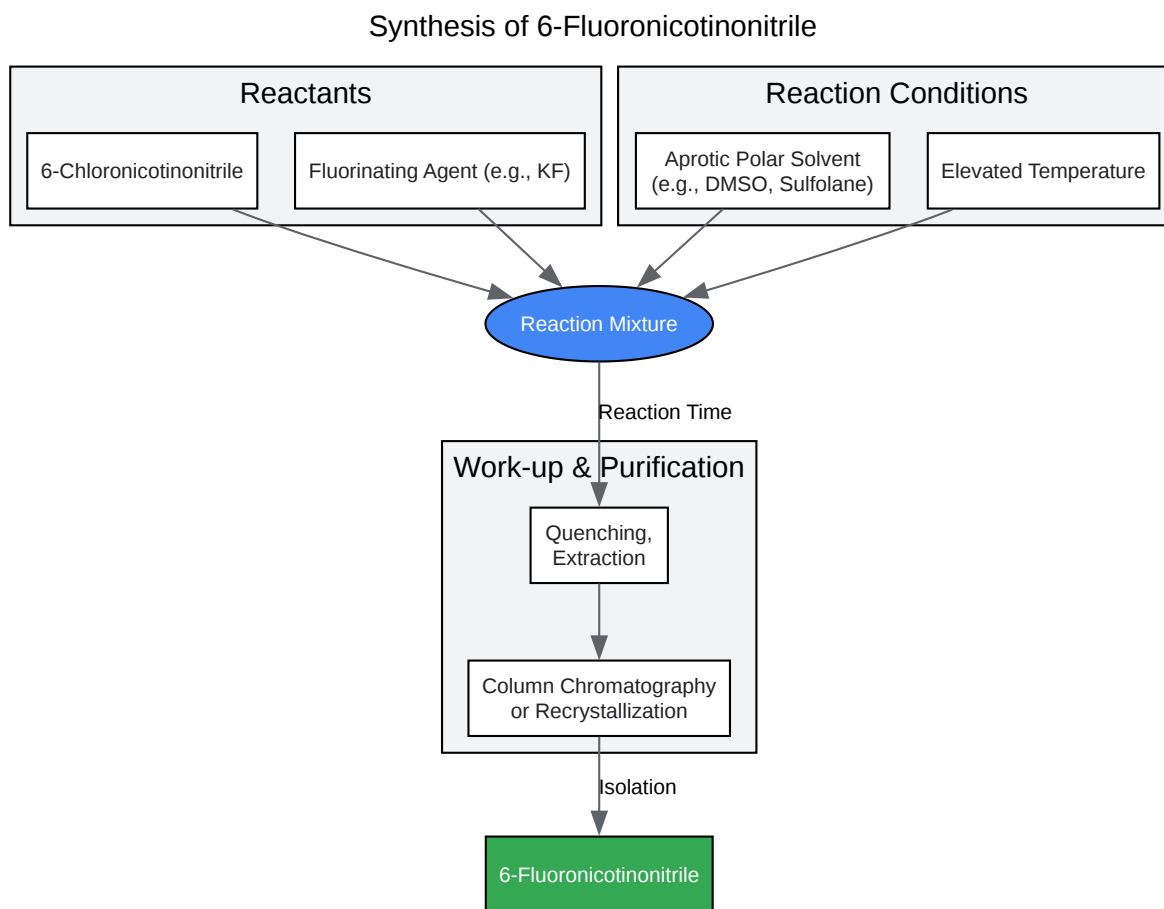 Synthesis of 6-Fluoronicotinonitrile
Reactants
Reaction Conditions
6-Chloronicotinonitrile
Fluorinating Agent (e.g., KF)
Aprotic Polar Solvent
(e.g., DMSO, Sulfolane)
Elevated Temperature
Reaction Mixture
Reaction Time
Work-up & Purification
Quenching,
Extraction
Column Chromatography
or Recrystallization
Isolation
6-Fluoronicotinonitrile